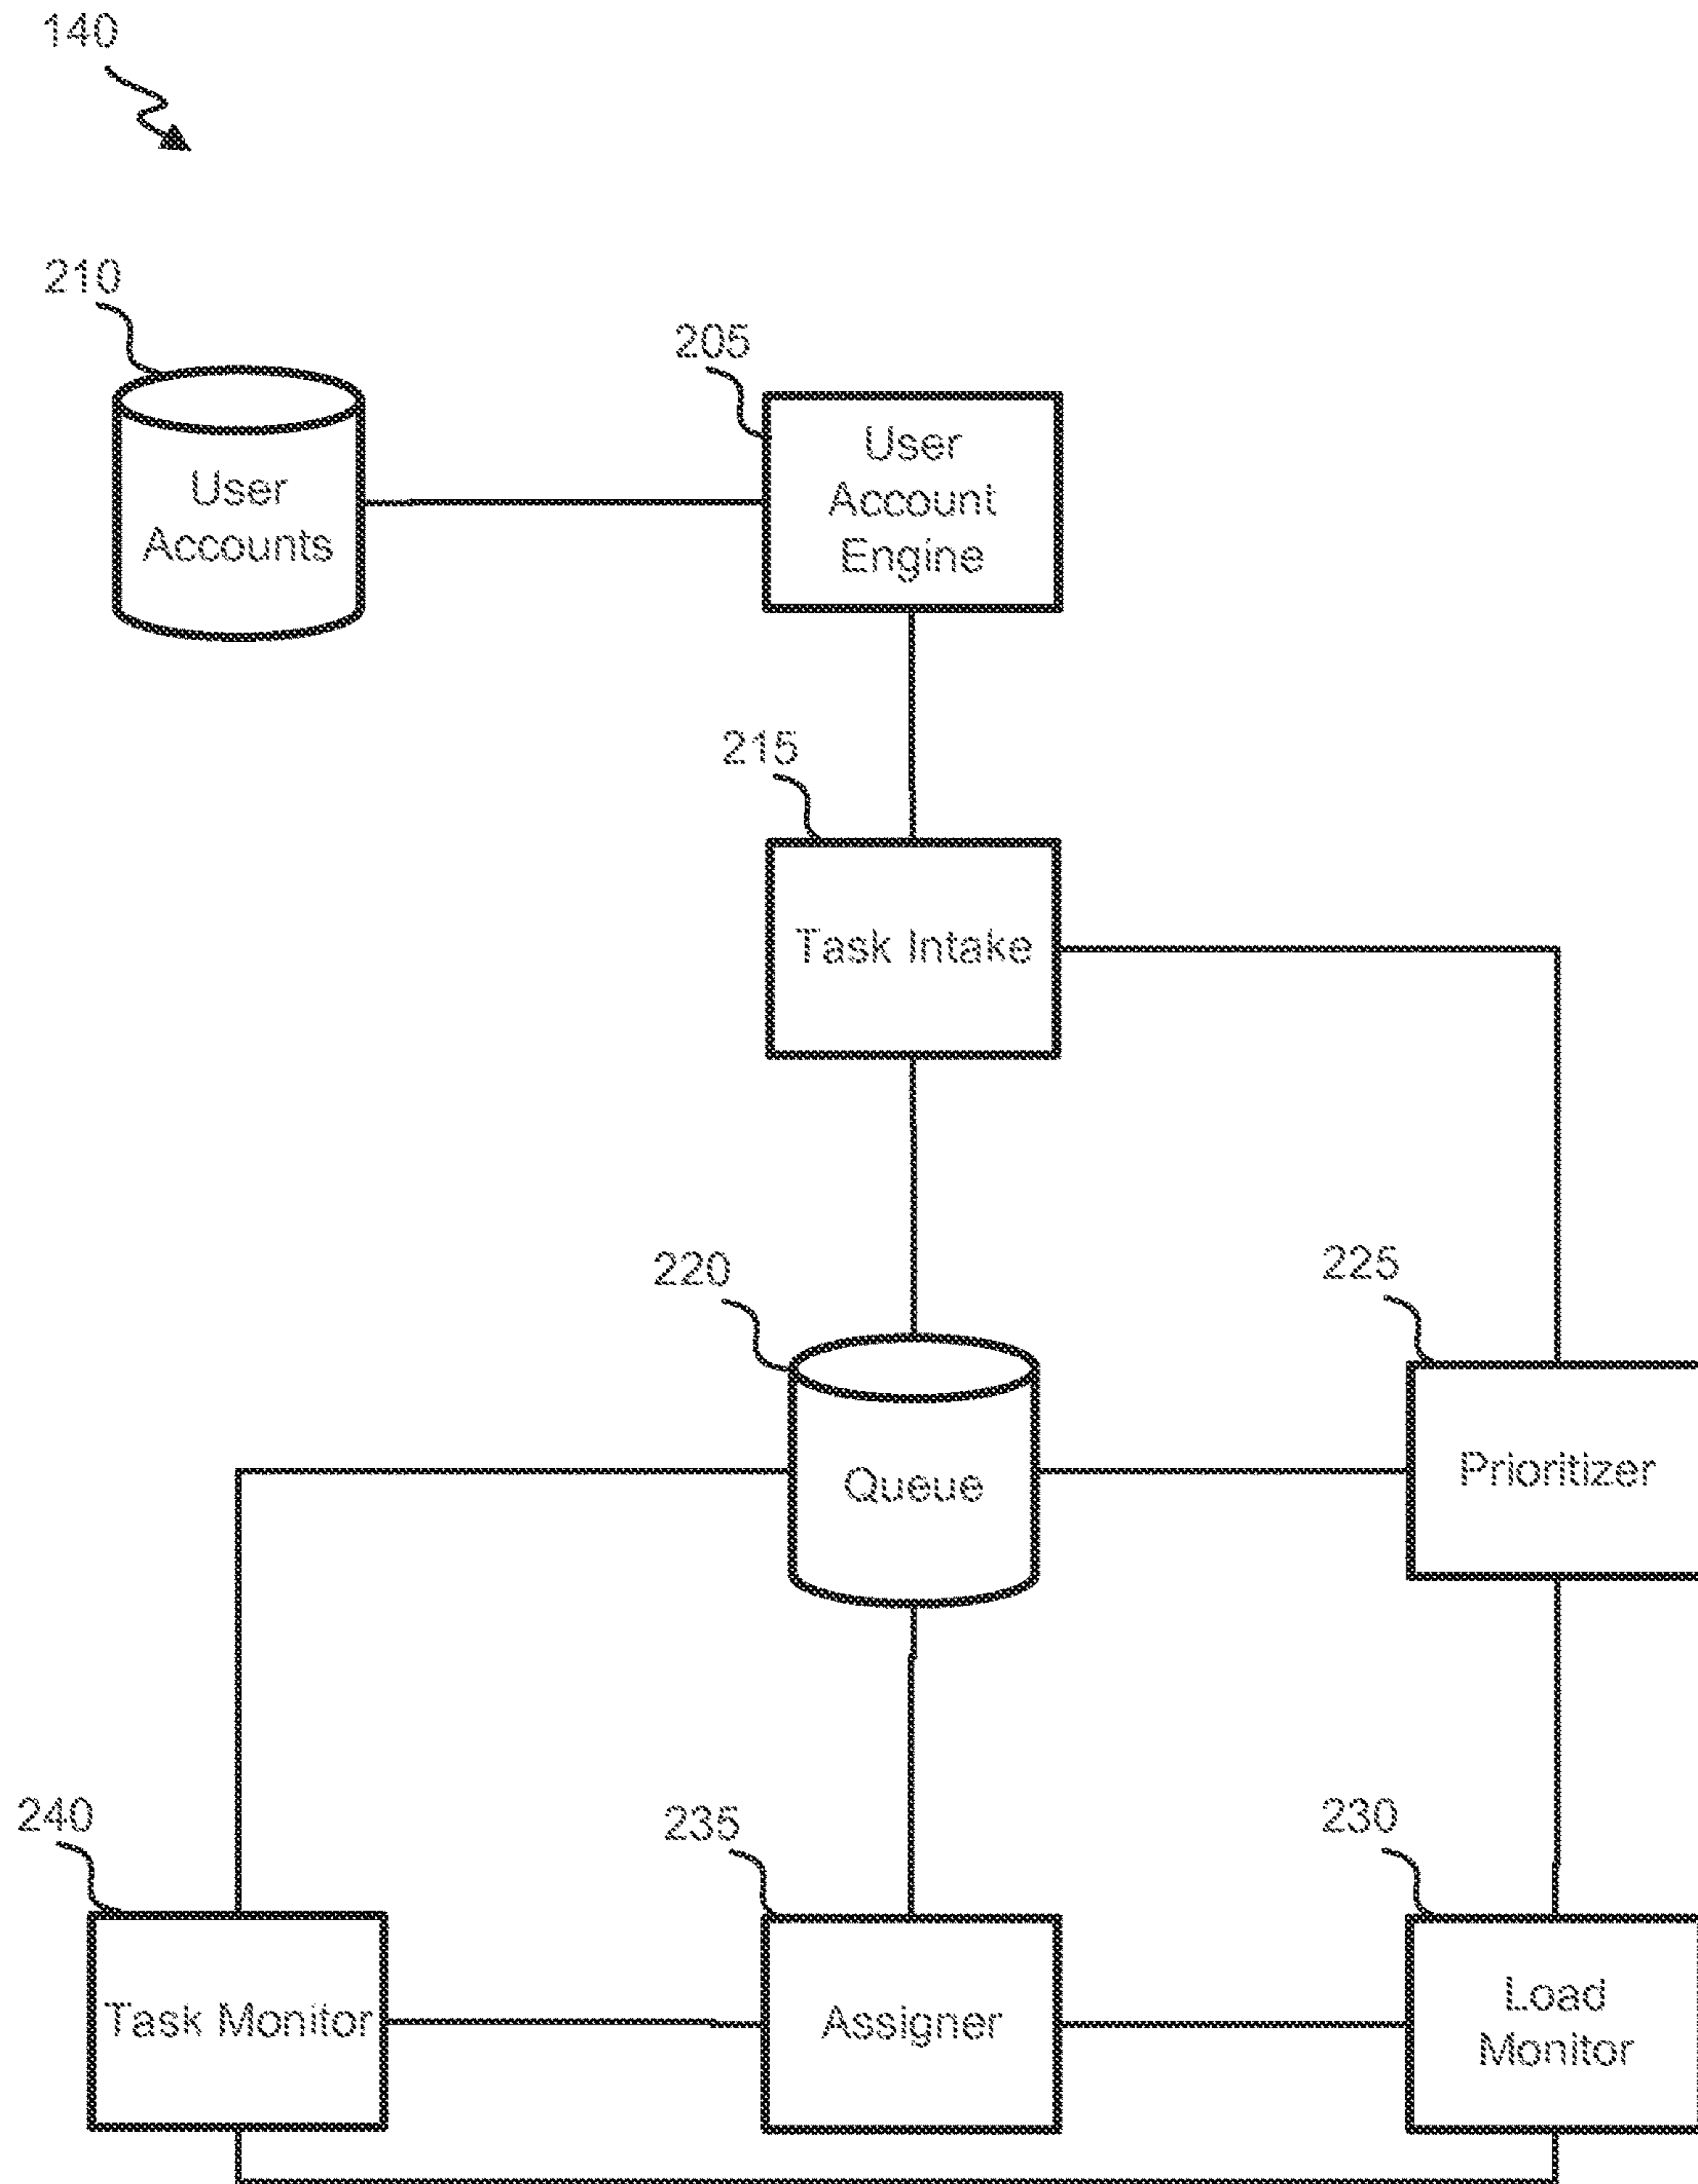 140
210
205
User
Account
Engine
User
Accounts
215
Task Intake
220
225
Queue
Prioritizer
240
235
230
Task Monitor
Assigner
Load
Monitor